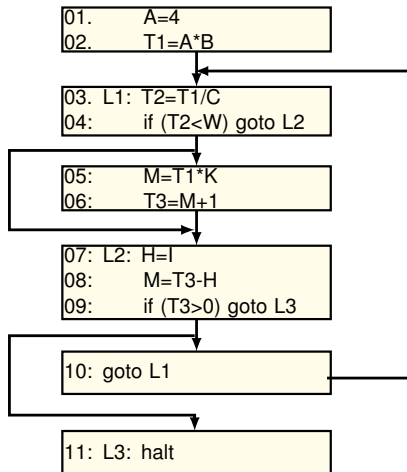 01. A=4
02. T1=A*B
03. L1: T2=T1/C
04: if (T2<W) goto L2
05: M=T1*K
06: T3=M+1
07: L2: H=I
08: M=T3-H
09: if (T3>0) goto L3
10: goto L1
11: L3: halt